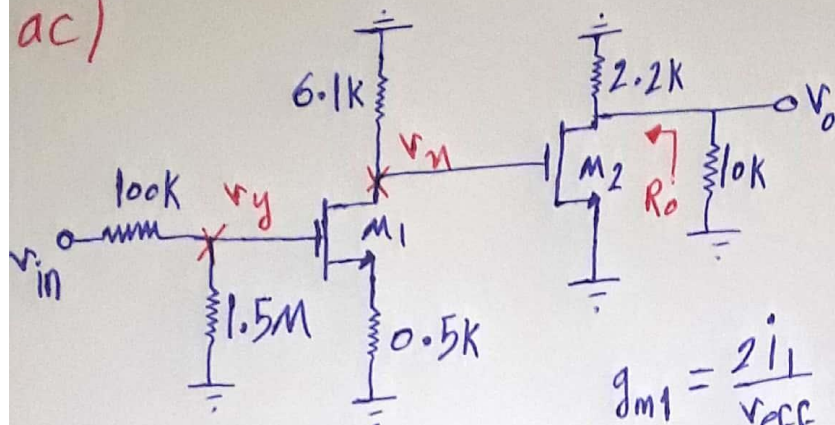 ac)
6.1K
2.2K
Vo
100K
Vy
Vx
M2
Ro
10K
Vin
M1
1.5M
0.5K
gm1 = 2i1